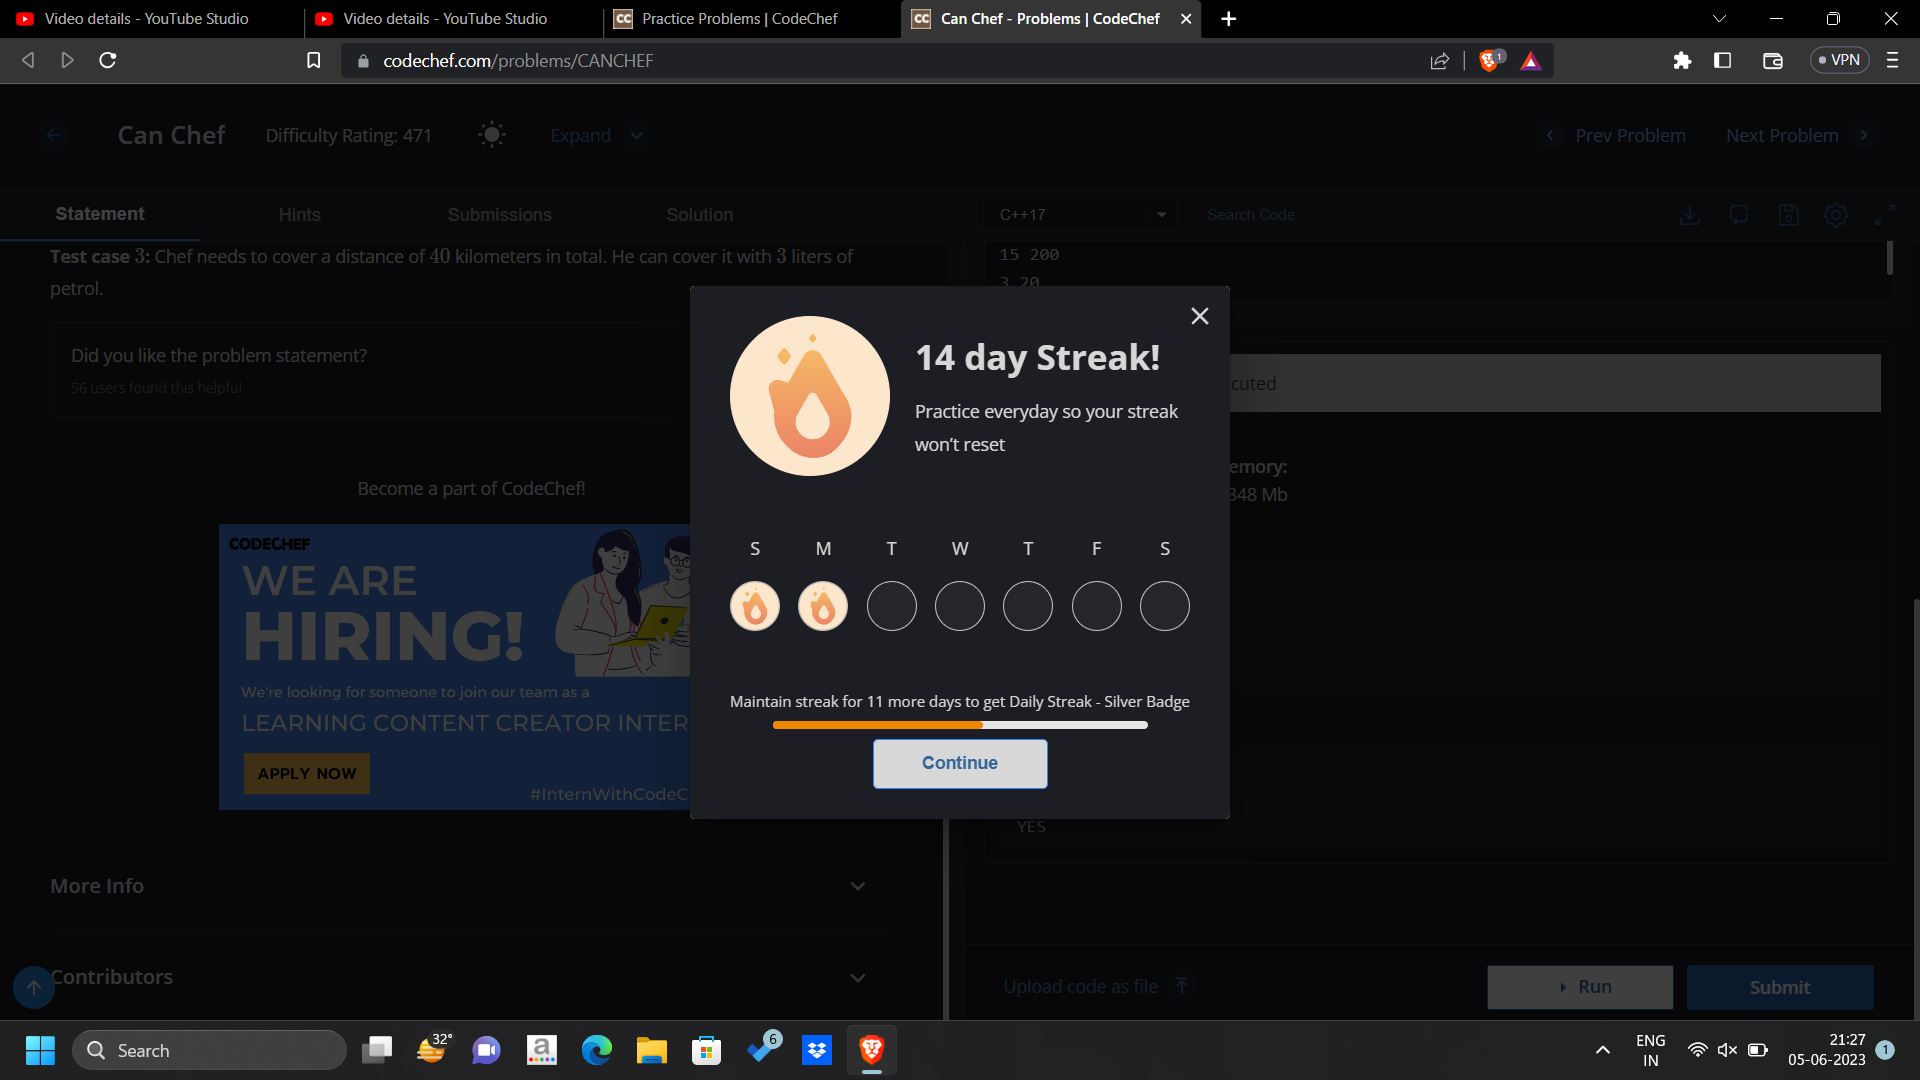 Video details - YouTube Studio
Video details - YouTube Studio
Practice Problems | CodeChef
Can Chef - Problems | CodeChef
codechef.com/problems/CANCHEF
1
VPN
Can Chef
Difficulty Rating: 471
Expand
Prev Problem
Next Problem
Statement
Hints
Submissions
Solution
C++17
Search Code
Test case 3: Chef needs to cover a distance of 40 kilometers in total. He can cover it with 3 liters of
petrol.
15 200
3 20
Did you like the problem statement?
56 users found this helpful
cuted
emory:
348 Mb
14 day Streak!
Practice everyday so your streak
won't reset
S M T W T F S
Maintain streak for 11 more days to get Daily Streak - Silver Badge
Continue
Become a part of CodeChef!
CODECHEF
WE ARE
HIRING!
We're looking for someone to join our team as a
LEARNING CONTENT CREATOR INTER
APPLY NOW
#InternWithCodeC
YES
More Info
Contributors
Upload code as file
Run
Submit
Search
32°
a
6
ENG
IN
21:27
05-06-2023
1